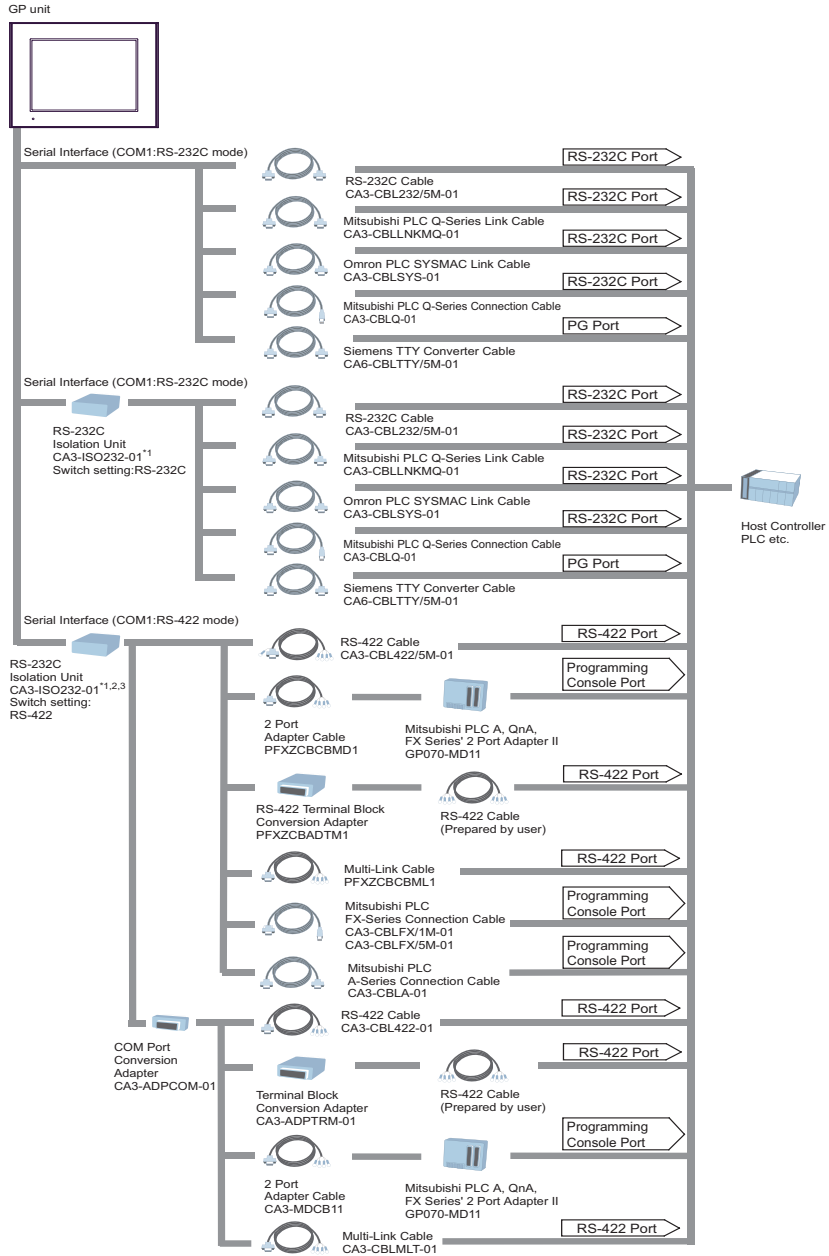 GP unit
Serial Interface (COM1:RS-232C mode)
RS-232C Port
RS-232C Cable
CA3-CBL232/5M-01
RS-232C Port
Mitsubishi PLC Q-Series Link Cable
CA3-CBLLNKMQ-01
RS-232C Port
Omron PLC SYSMAC Link Cable
CA3-CBLSYS-01
RS-232C Port
Mitsubishi PLC Q-Series Connection Cable
CA3-CBLQ-01
PG Port
Siemens TTY Converter Cable
CA6-CBLTTY/5M-01
Serial Interface (COM1:RS-232C mode)
RS-232C
Isolation Unit
CA3-ISO232-01*1
Switch setting:RS-232C
RS-232C Port
RS-232C Cable
CA3-CBL232/5M-01
RS-232C Port
Mitsubishi PLC Q-Series Link Cable
CA3-CBLLNKMQ-01
RS-232C Port
Omron PLC SYSMAC Link Cable
CA3-CBLSYS-01
RS-232C Port
Mitsubishi PLC Q-Series Connection Cable
CA3-CBLQ-01
PG Port
Siemens TTY Converter Cable
CA6-CBLTTY/5M-01
Host Controller
PLC etc.
Serial Interface (COM1:RS-422 mode)
RS-232C
Isolation Unit
CA3-ISO232-01*1,2,3
Switch setting:
RS-422
RS-422 Cable
CA3-CBL422/5M-01
RS-422 Port
2 Port
Adapter Cable
PFXZCBCBMD1
Mitsubishi PLC A, QnA,
FX Series' 2 Port Adapter II
GP070-MD11
Programming
Console Port
RS-422 Terminal Block
Conversion Adapter
PFXZCBADTM1
RS-422 Cable
(Prepared by user)
RS-422 Port
Multi-Link Cable
PFXZCBCBML1
RS-422 Port
Mitsubishi PLC
FX-Series Connection Cable
CA3-CBLFX/1M-01
CA3-CBLFX/5M-01
Programming
Console Port
Mitsubishi PLC
A-Series Connection Cable
CA3-CBLA-01
Programming
Console Port
COM Port
Conversion
Adapter
CA3-ADPCOM-01
RS-422 Cable
CA3-CBL422-01
RS-422 Port
Terminal Block
Conversion Adapter
CA3-ADPTRM-01
RS-422 Cable
(Prepared by user)
RS-422 Port
2 Port
Adapter Cable
CA3-MDCB11
Mitsubishi PLC A, QnA,
FX Series' 2 Port Adapter II
GP070-MD11
Programming
Console Port
Multi-Link Cable
CA3-CBLMLT-01
RS-422 Port